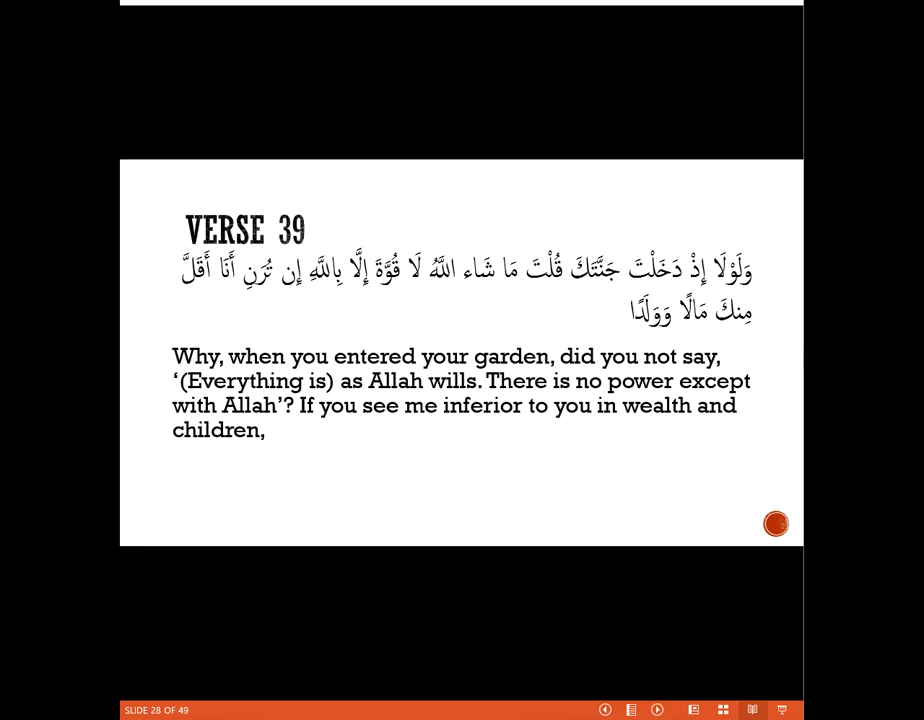 VERSE 39
وَلَوْلَا إِذْ دَخَلْتَ جَنَّتَكَ قُلْتَ مَا شَاء اللَّهُ لَا قُوَّةَ إِلَّا بِاللَّهِ إِن تُرَنِ أَنَا أَقَلَّ
مِنكَ مَالًا وَوَلَدًا
Why, when you entered your garden, did you not say,
‘(Everything is) as Allah wills. There is no power except
with Allah’? If you see me inferior to you in wealth and
children,
SLIDE 28 OF 49